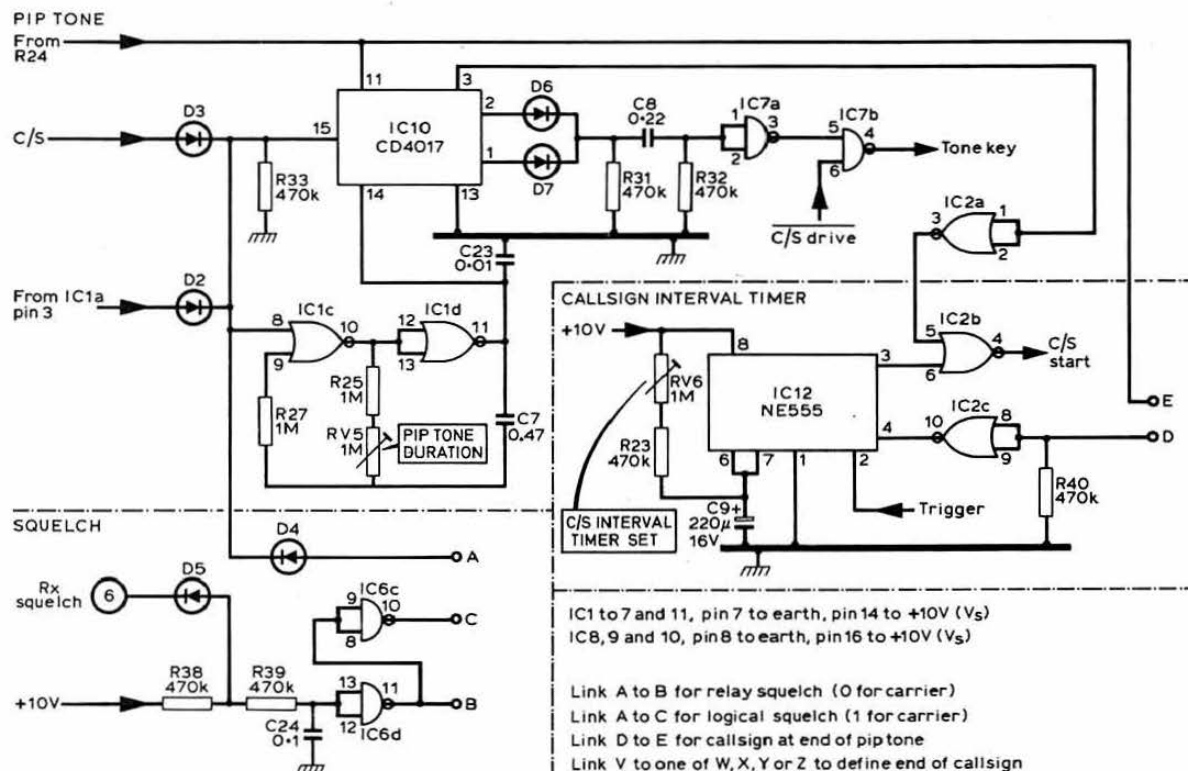 PIP TONE
From
R24
C/S
D3
R33
470k
11
3
15
IC10
CD4017
2
1
14
13
D6
D7
C8
0·22
R31
470k
R32
470k
IC7a
1
2
3
IC7b
5
6
4
Tone key
C/S drive
IC2a
3
1
2
C23
0·01
From IC1a
pin 3
D2
IC1c
8
9
10
IC1d
12
13
11
R25
1M
R27
1M
RV5
1M
PIP TONE
DURATION
C7
0·47
CALLSIGN INTERVAL TIMER
+10V
RV6
1M
R23
470k
8
IC12
NE555
3
4
6
7
1
2
IC2b
5
6
4
C/S
start
IC2c
10
8
9
E
D
R40
470k
C9+
220µ
16V
Trigger
C/S INTERVAL
TIMER SET
SQUELCH
D4
A
Rx
squelch
6
D5
IC6c
9
8
10
C
R38
470k
R39
470k
+10V
13
12
11
B
IC6d
C24
0·1
IC1 to 7 and 11, pin 7 to earth, pin 14 to +10V (Vs)
IC8, 9 and 10, pin 8 to earth, pin 16 to +10V (Vs)
Link A to B for relay squelch (0 for carrier)
Link A to C for logical squelch (1 for carrier)
Link D to E for callsign at end of piptone
Link V to one of W, X, Y or Z to define end of callsign